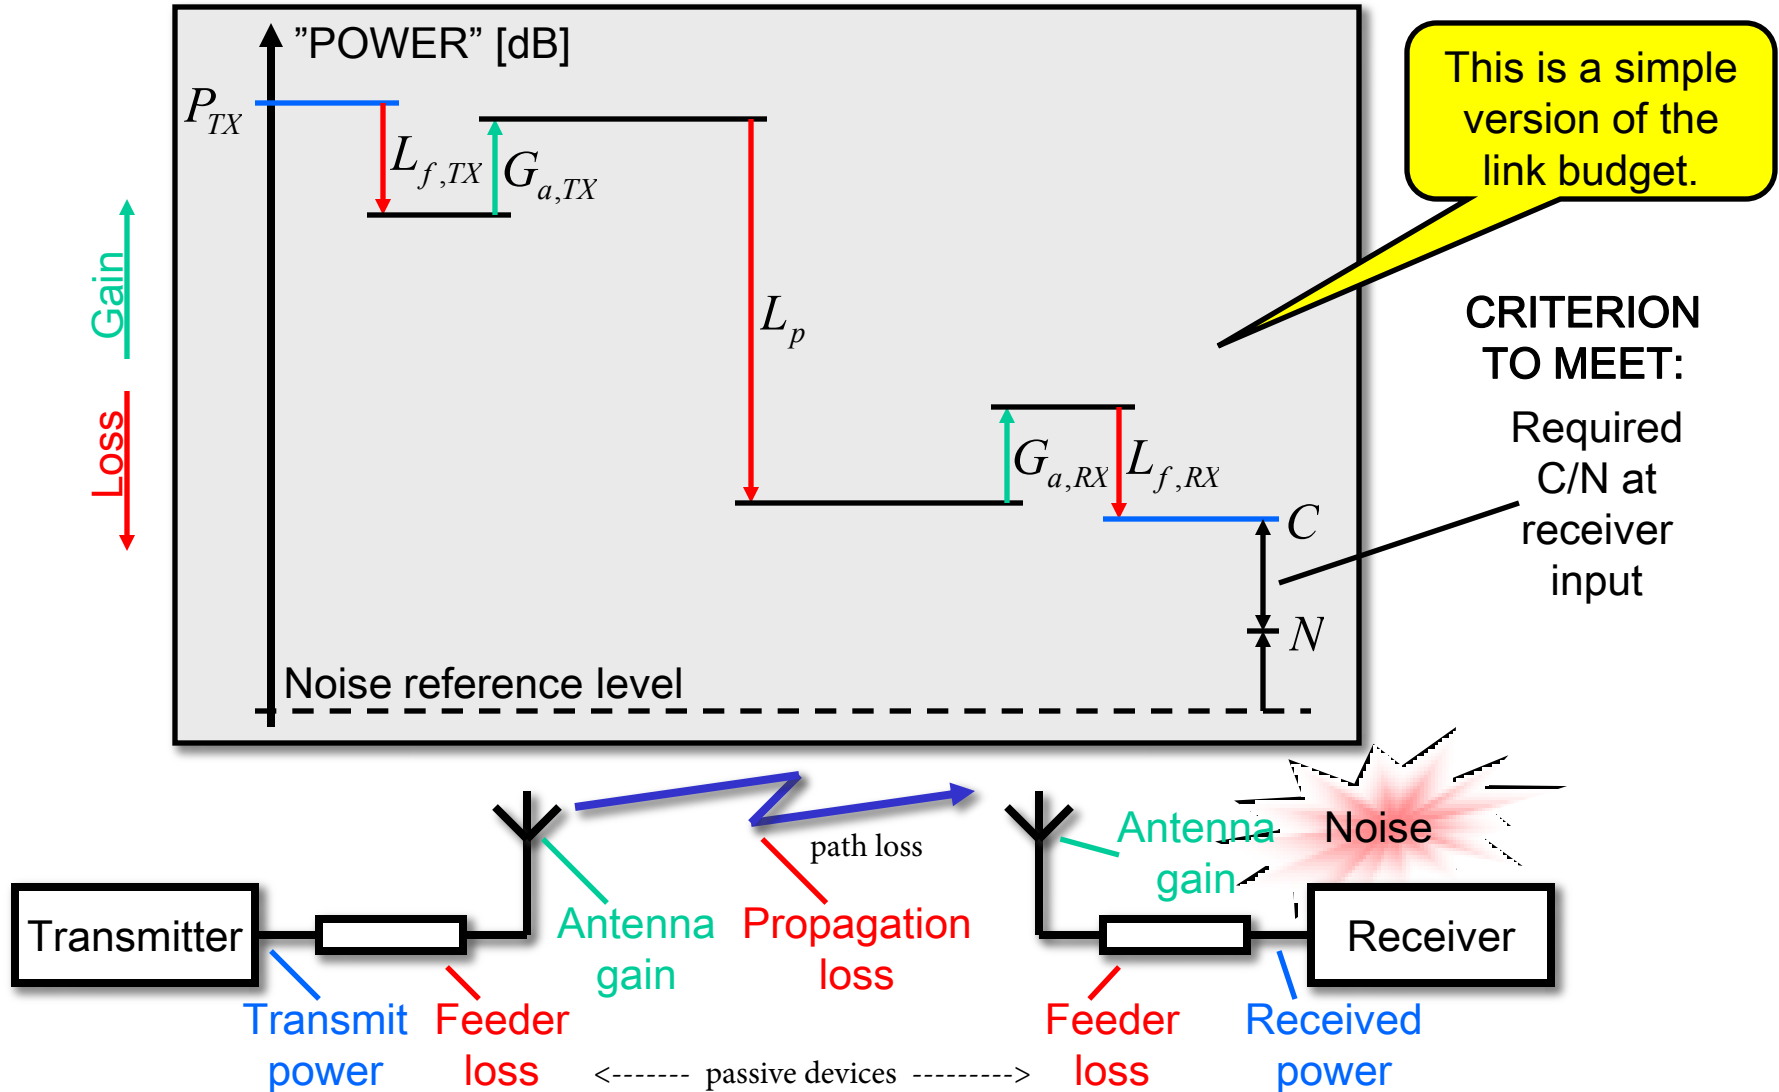 ”POWER” [dB]
P_TX
L_f,TX
G_a,TX
L_p
G_a,RX
L_f,RX
C
N
Noise reference level
Gain
Loss
This is a simple
version of the
link budget.
CRITERION
TO MEET:
Required
C/N at
receiver
input
path loss
Antenna
gain
Noise
Transmitter
Antenna
gain
Propagation
loss
Receiver
Transmit
power
Feeder
loss
<------- passive devices --------->
Feeder
loss
Received
power